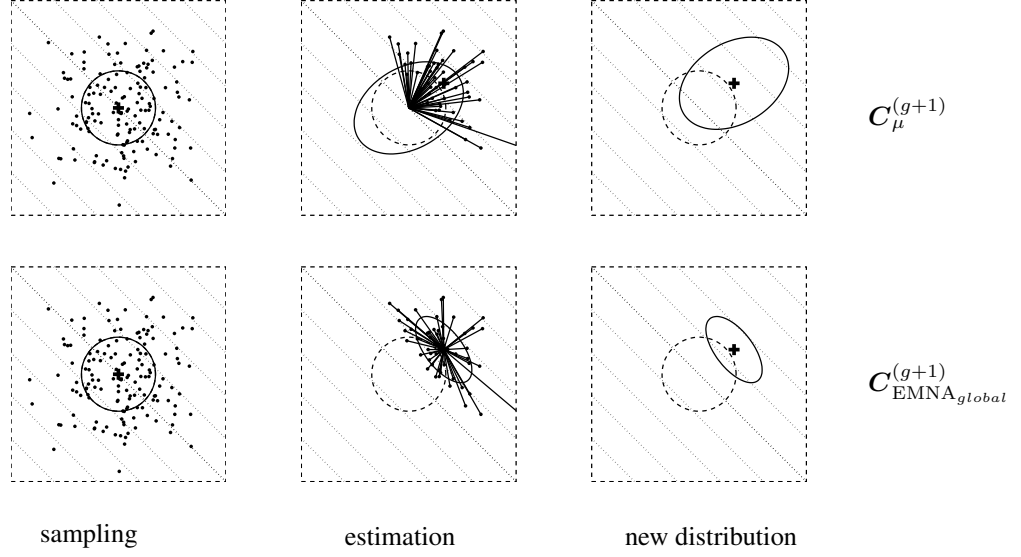 C_μ^(g+1)
C_EMNA_global^(g+1)
sampling
estimation
new distribution